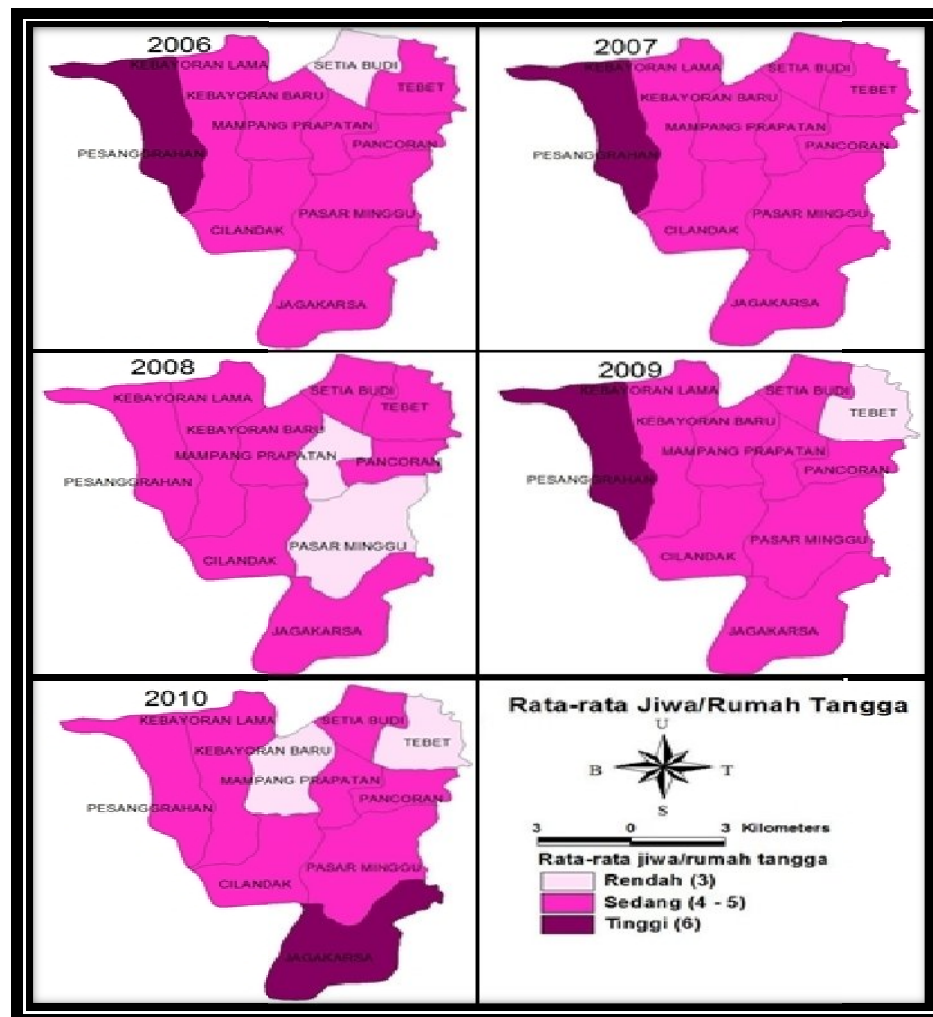 2006
KEBAYORAN LAMA
SETIA BUDI
TEBET
KEBAYORAN BARU
MAMPANG PRAPATAN
PANCORAN
PESANGGRAHAN
PASAR MINGGU
CILANDAK
JAGAKARSA
2007
KEBAYORAN LAMA
SETIA BUDI
TEBET
KEBAYORAN BARU
MAMPANG PRAPATAN
PANCORAN
PESANGGRAHAN
PASAR MINGGU
CILANDAK
JAGAKARSA
2008
KEBAYORAN LAMA
SETIA BUDI
TEBET
KEBAYORAN BARU
MAMPANG PRAPATAN
PANCORAN
PESANGGRAHAN
PASAR MINGGU
CILANDAK
JAGAKARSA
2009
KEBAYORAN LAMA
SETIA BUDI
TEBET
KEBAYORAN BARU
MAMPANG PRAPATAN
PANCORAN
PESANGGRAHAN
PASAR MINGGU
CILANDAK
JAGAKARSA
2010
KEBAYORAN LAMA
SETIA BUDI
TEBET
KEBAYORAN BARU
MAMPANG PRAPATAN
PANCORAN
PESANGGRAHAN
PASAR MINGGU
CILANDAK
JAGAKARSA
Rata-rata Jiwa/Rumah Tangga
U
B T
S
3 0 3 Kilometers
Rata-rata jiwa/rumah tangga
Rendah (3)
Sedang (4 - 5)
Tinggi (6)